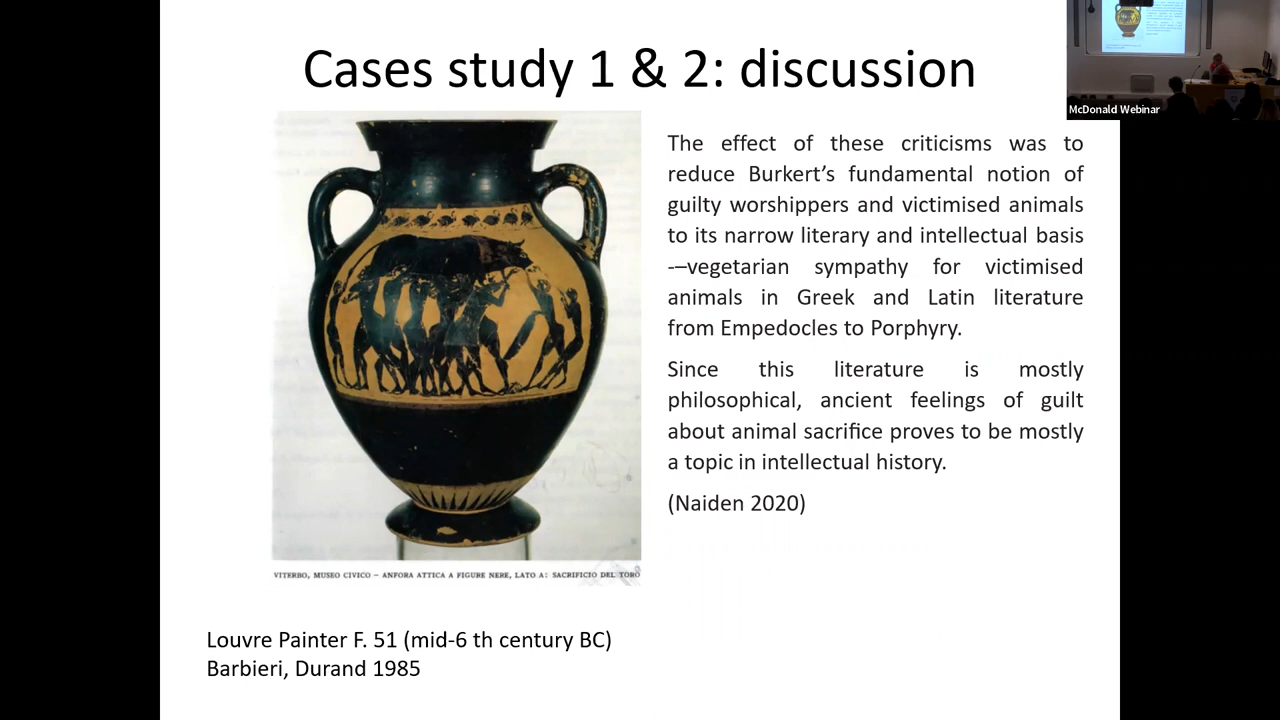 Cases study 1 & 2: discussion
McDonald Webinar
The effect of these criticisms was to
reduce Burkert’s fundamental notion of
guilty worshippers and victimised animals
to its narrow literary and intellectual basis
-–vegetarian sympathy for victimised
animals in Greek and Latin literature
from Empedocles to Porphyry.
Since this literature is mostly
philosophical, ancient feelings of guilt
about animal sacrifice proves to be mostly
a topic in intellectual history.
(Naiden 2020)
VITERBO, MUSEO CIVICO – ANFORA ATTICA A FIGURE NERE, LATO A: SACRIFICIO DEL TORO
Louvre Painter F. 51 (mid-6 th century BC)
Barbieri, Durand 1985